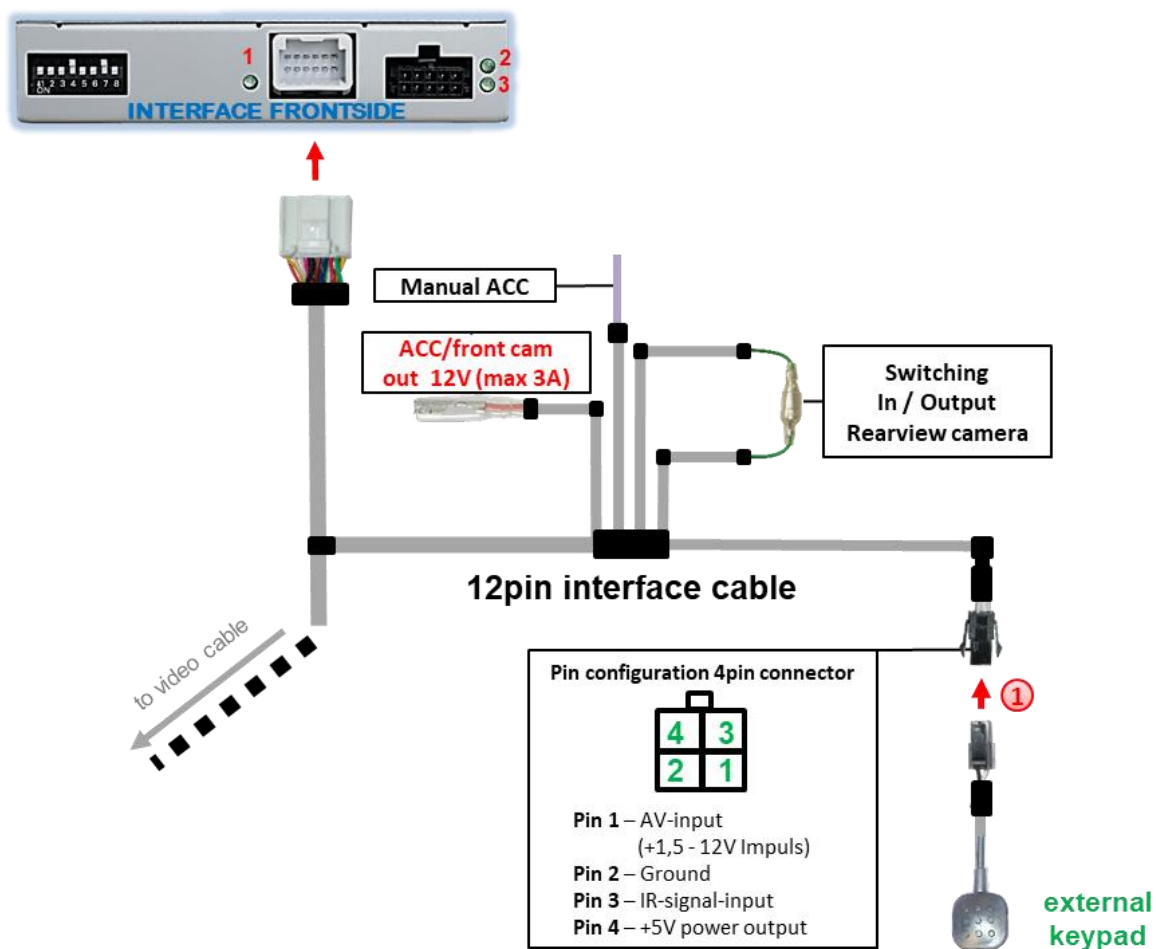 1
2
3
ON
1 2 3 4 5 6 7 8
INTERFACE FRONTSIDE
Manual ACC
ACC/front cam
out 12V (max 3A)
Switching
In / Output
Rearview camera
12pin interface cable
to video cable
Pin configuration 4pin connector
4 3
2 1
Pin 1 – AV-input
(+1,5 - 12V Impuls)
Pin 2 – Ground
Pin 3 – IR-signal-input
Pin 4 – +5V power output
1
external
keypad